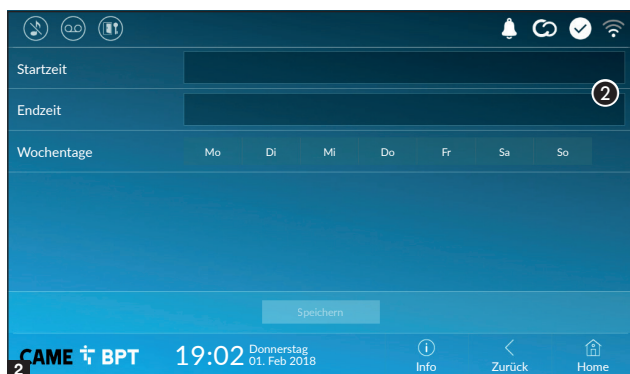 Startzeit
2
Endzeit
Wochentage Mo Di Mi Do Fr Sa So
Speichern
CAME BPT 19:02 Donnerstag
01. Feb 2018
Info Zurück Home
2